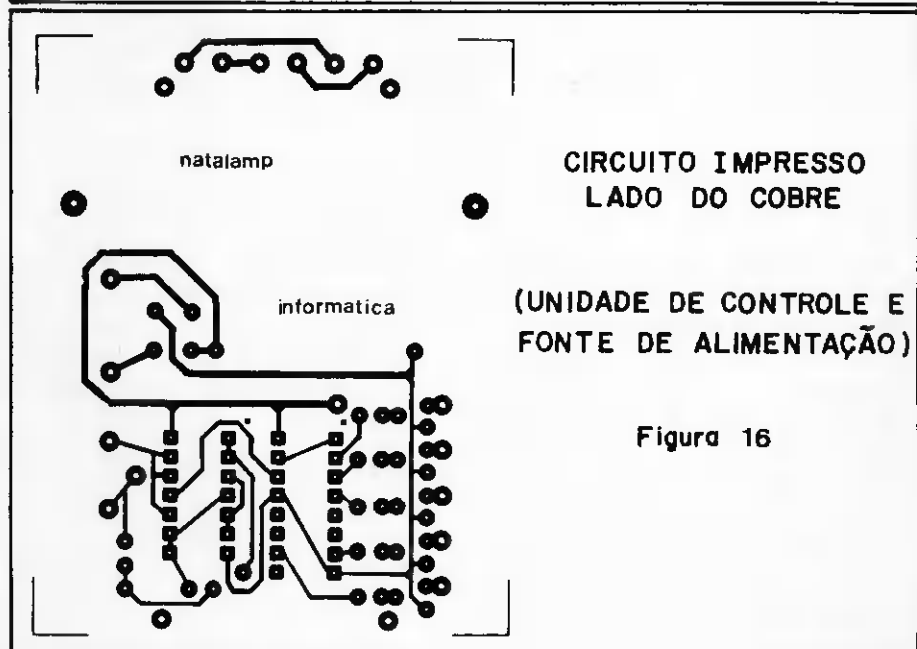 natalamp
CIRCUITO IMPRESSO
LADO DO COBRE
informatica
(UNIDADE DE CONTROLE E
FONTE DE ALIMENTAÇÃO)
Figura 16